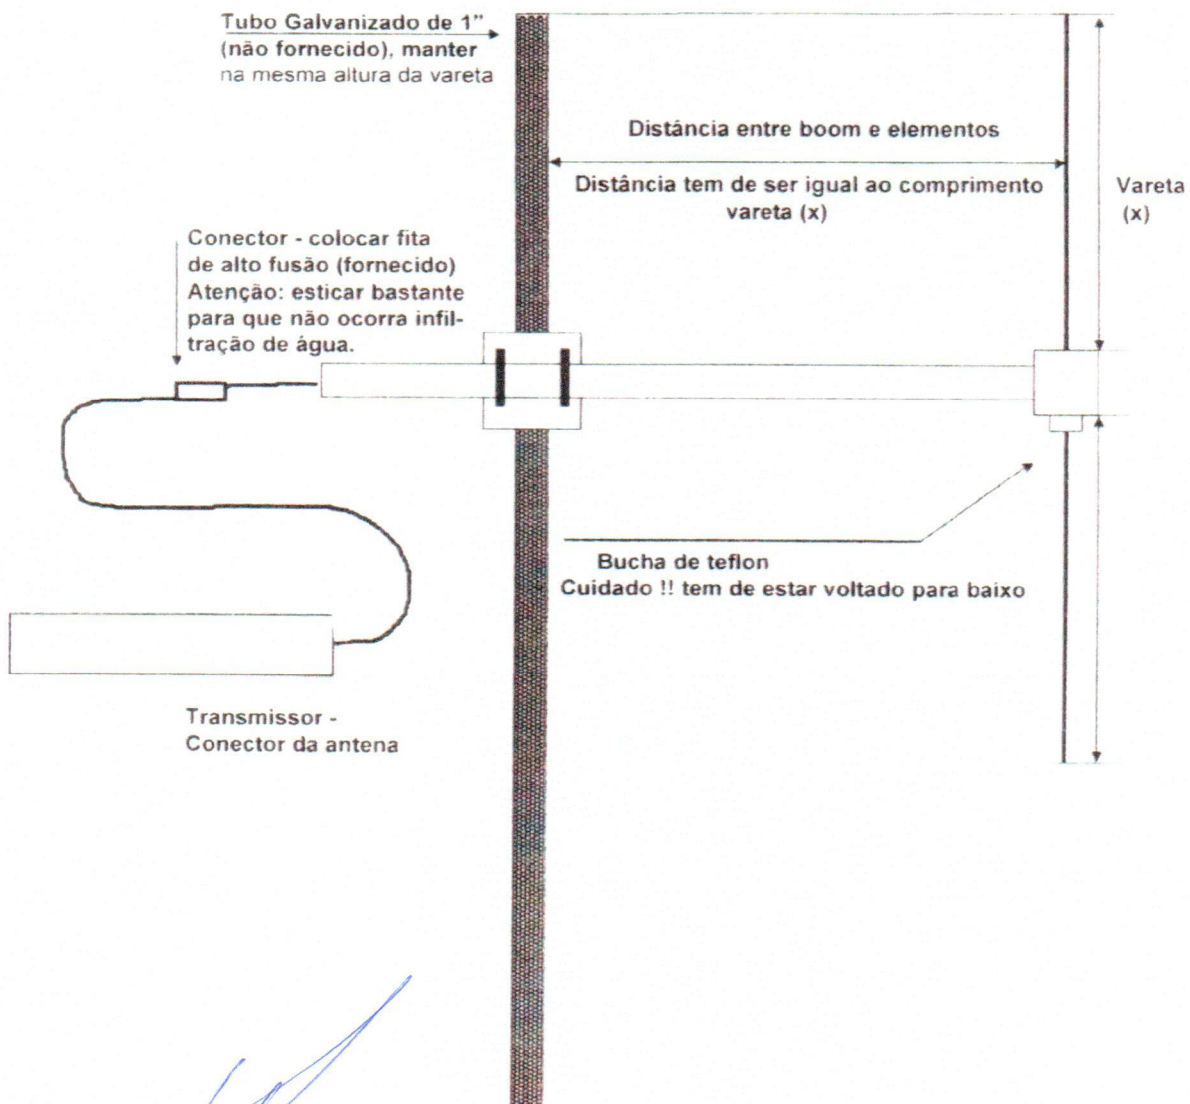 Tubo Galvanizado de 1”
(não fornecido), manter
na mesma altura da vareta
Distância entre boom e elementos
Distância tem de ser igual ao comprimento
vareta (x)
Vareta
(x)
Conector - colocar fita
de alto fusão (fornecido)
Atenção: esticar bastante
para que não ocorra infil-
tração de água.
Bucha de teflon
Cuidado !! tem de estar voltado para baixo
Transmissor -
Conector da antena